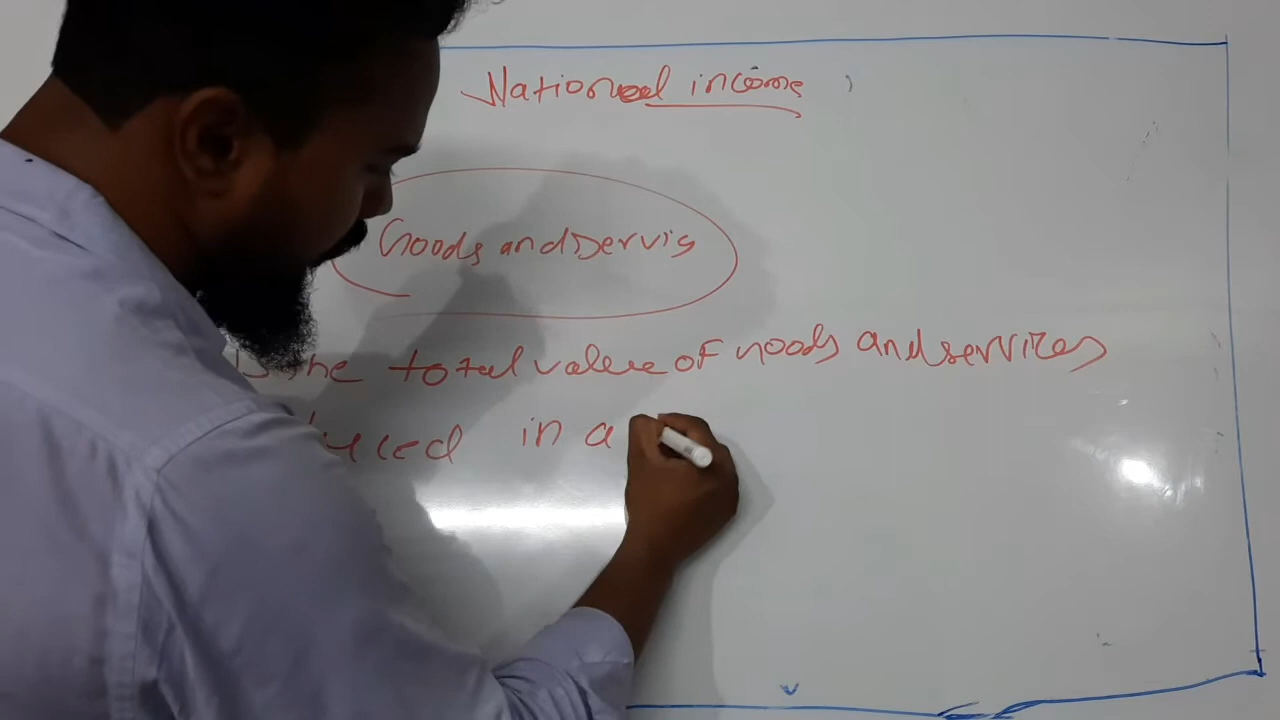 National income
Goods and servis
the total value of goods and services
in a